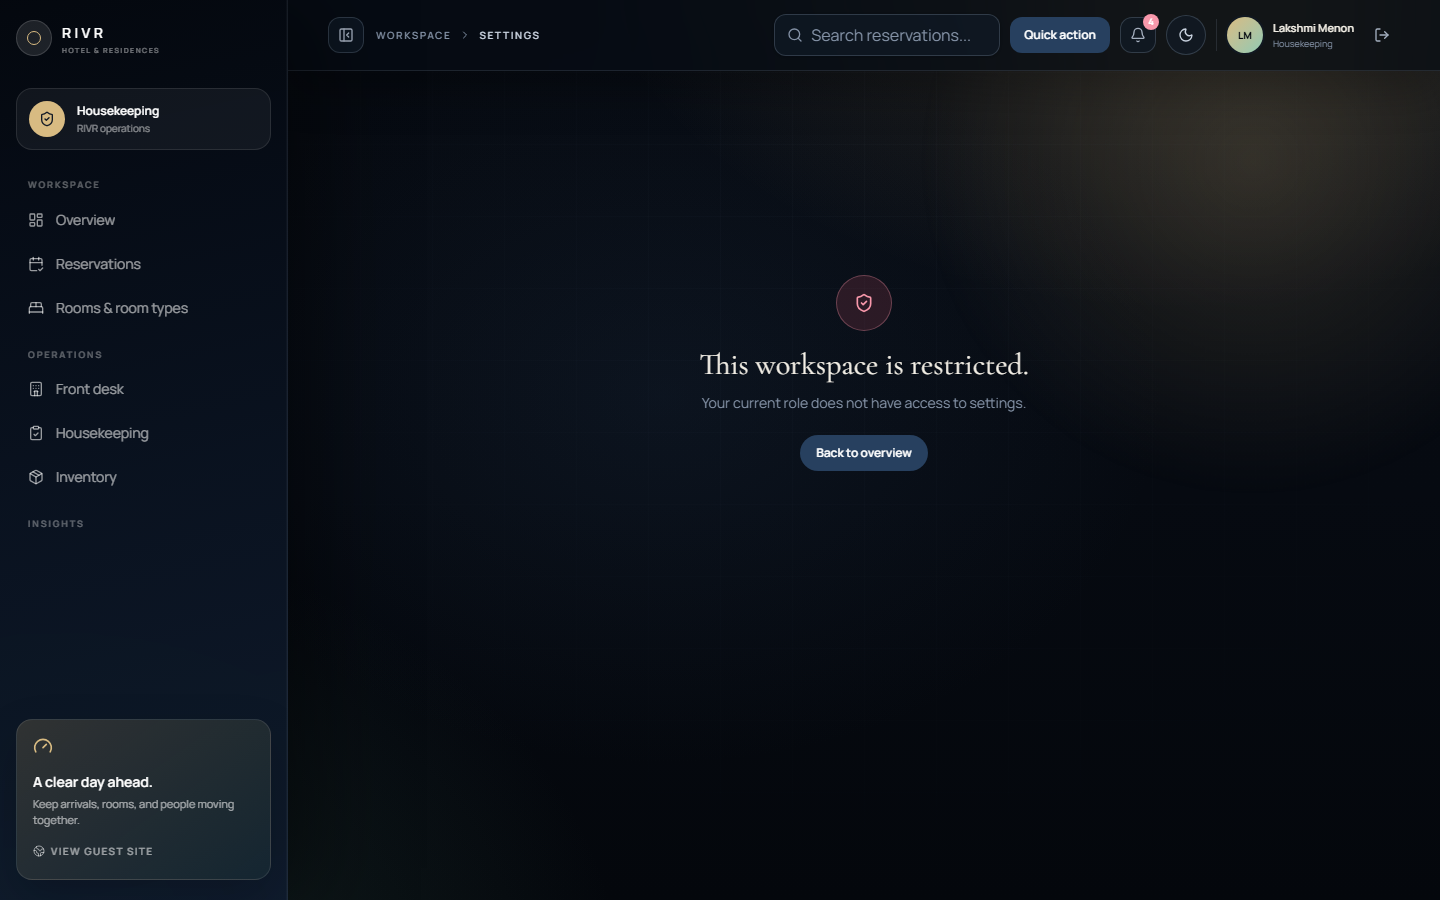 RIVR
HOTEL & RESIDENCES
Housekeeping
RIVR operations
WORKSPACE
Overview
Reservations
Rooms & room types
OPERATIONS
Front desk
Housekeeping
Inventory
INSIGHTS
A clear day ahead.
Keep arrivals, rooms, and people moving
together.
VIEW GUEST SITE
WORKSPACE > SETTINGS
Search reservations...
Quick action
4
LM
Lakshmi Menon
Housekeeping
This workspace is restricted.
Your current role does not have access to settings.
Back to overview